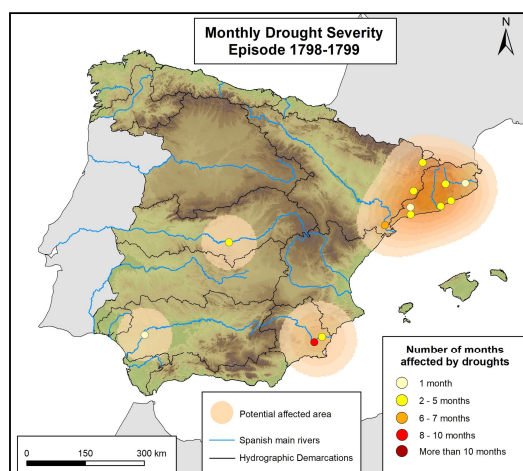 Monthly Drought Severity
Episode 1798-1799
N
Number of months
affected by droughts
1 month
2 - 5 months
6 - 7 months
8 - 10 months
More than 10 months
Potential affected area
Spanish main rivers
Hydrographic Demarcations
0 150 300 km